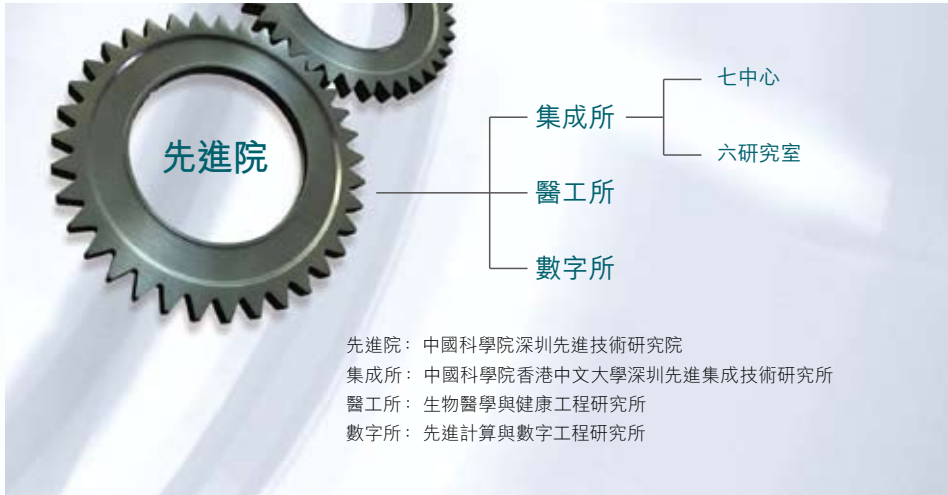 先進院
集成所
七中心
六研究室
醫工所
數字所
先進院：中國科學院深圳先進技術研究院
集成所：中國科學院香港中文大學深圳先進集成技術研究所
醫工所：生物醫學與健康工程研究所
數字所：先進計算與數字工程研究所